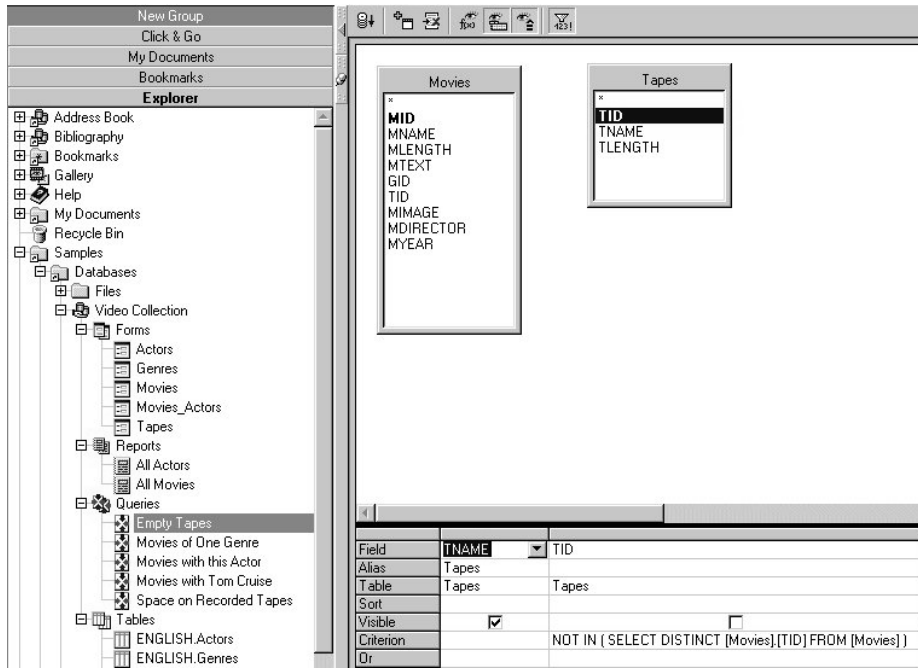 New Group
Click & Go
My Documents
Bookmarks
Explorer
Address Book
Bibliography
Bookmarks
Gallery
Help
My Documents
Recycle Bin
Samples
Databases
Files
Video Collection
Forms
Actors
Genres
Movies
Movies_Actors
Tapes
Reports
All Actors
All Movies
Queries
Empty Tapes
Movies of One Genre
Movies with this Actor
Movies with Tom Cruise
Space on Recorded Tapes
Tables
ENGLISH.Actors
ENGLISH.Genres
f(x)
123!
Movies
*
MID
MNAME
MLENGTH
MTEXT
GID
TID
MIMAGE
MDIRECTOR
MYEAR
Tapes
*
TID
TNAME
TLENGTH
Field TNAME TID
Alias Tapes
Table Tapes Tapes
Sort
Visible
Criterion NOT IN ( SELECT DISTINCT [Movies].[TID] FROM [Movies] )
Or